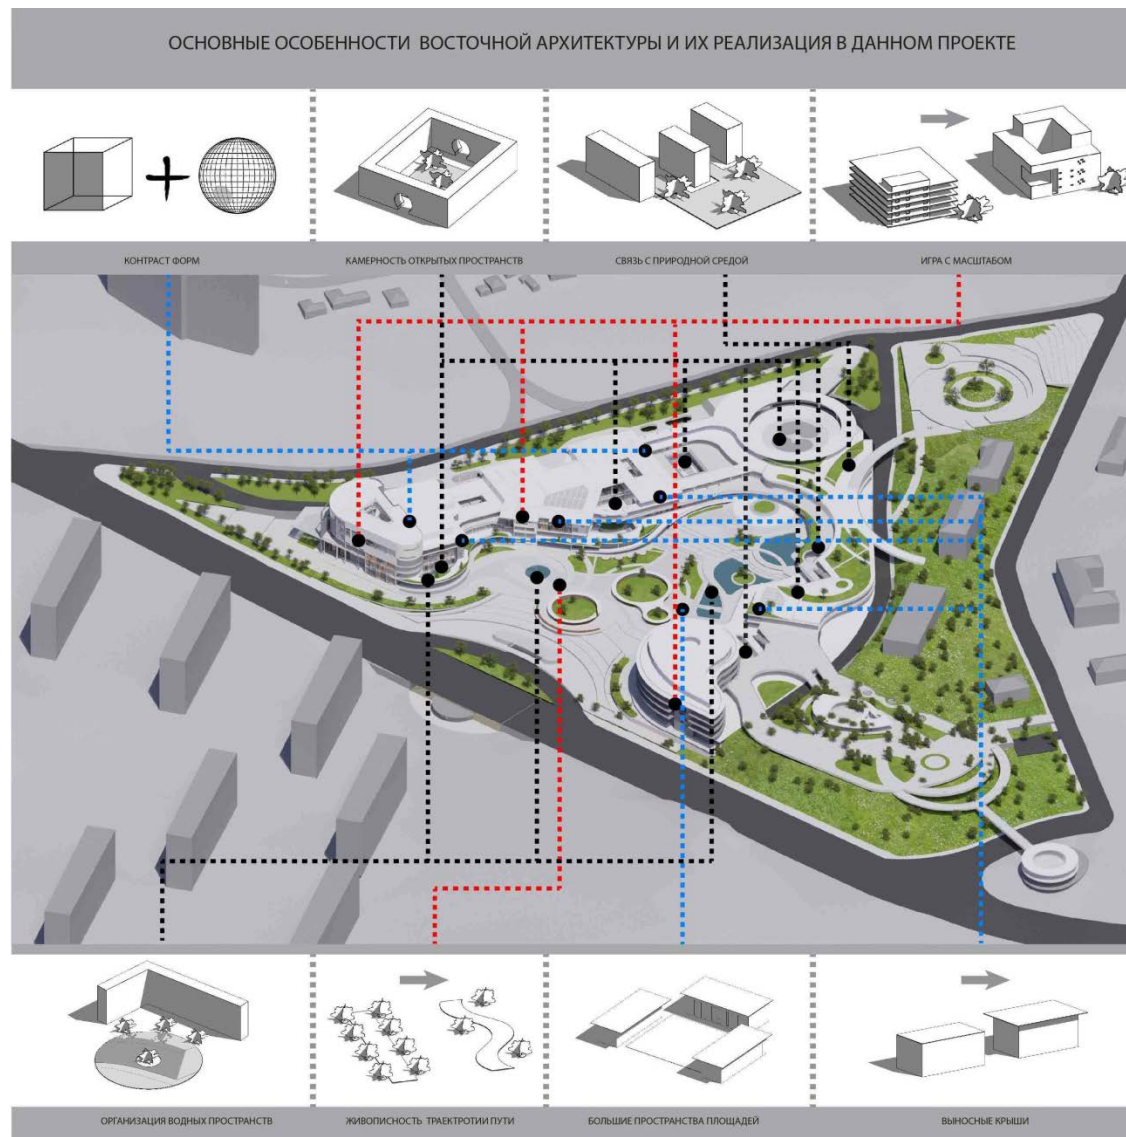 ОСНОВНЫЕ ОСОБЕННОСТИ ВОСТОЧНОЙ АРХИТЕКТУРЫ И ИХ РЕАЛИЗАЦИЯ В ДАННОМ ПРОЕКТЕ
КОНТРАСТ ФОРМ
КАМЕРНОСТЬ ОТКРЫТЫХ ПРОСТРАНСТВ
СВЯЗЬ С ПРИРОДНОЙ СРЕДОЙ
ИГРА С МАСШТАБОМ
ОРГАНИЗАЦИЯ ВОДНЫХ ПРОСТРАНСТВ
ЖИВОПИСНОСТЬ ТРАЕКТРОТИИ ПУТИ
БОЛЬШИЕ ПРОСТРАНСТВА ПЛОЩАДЕЙ
ВЫНОСНЫЕ КРЫШИ